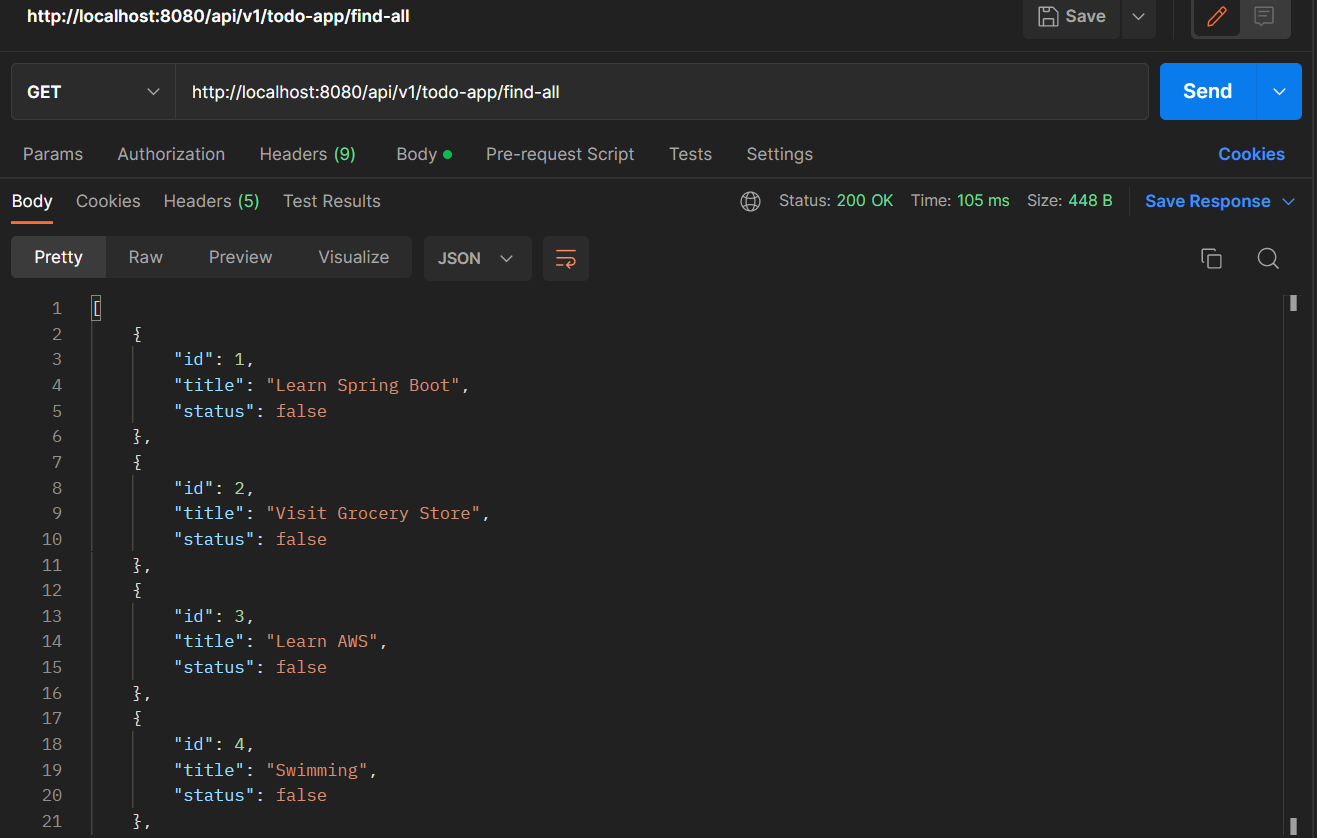 http://localhost:8080/api/v1/todo-app/find-all
Save
GET
http://localhost:8080/api/v1/todo-app/find-all
Send
Params Authorization Headers (9) Body Pre-request Script Tests Settings Cookies
Body Cookies Headers (5) Test Results Status: 200 OK Time: 105 ms Size: 448 B Save Response
Pretty Raw Preview Visualize JSON
1 [
2 {
3 "id": 1,
4 "title": "Learn Spring Boot",
5 "status": false
6 },
7 {
8 "id": 2,
9 "title": "Visit Grocery Store",
10 "status": false
11 },
12 {
13 "id": 3,
14 "title": "Learn AWS",
15 "status": false
16 },
17 {
18 "id": 4,
19 "title": "Swimming",
20 "status": false
21 },